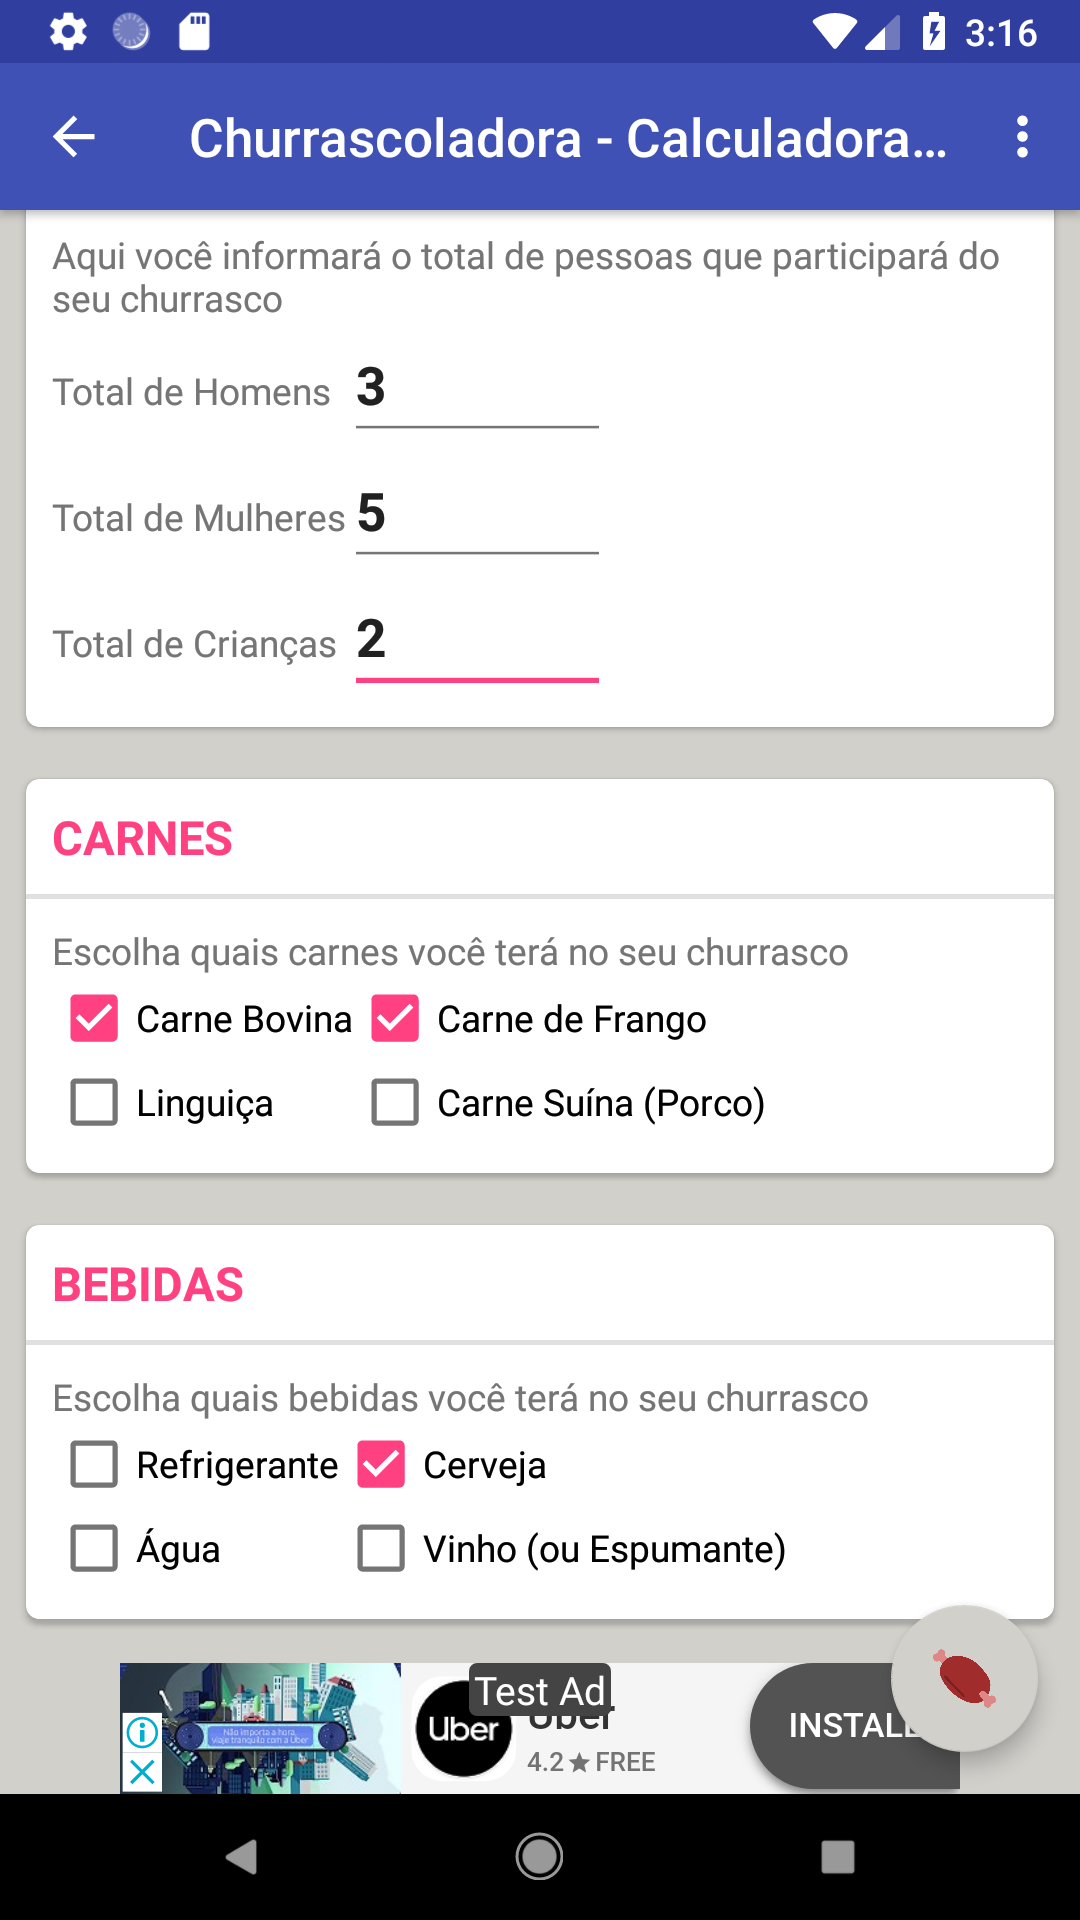 3:16
Churrascoladora - Calculadora...
Aqui você informará o total de pessoas que participará do
seu churrasco
Total de Homens 3
Total de Mulheres 5
Total de Crianças 2
CARNES
Escolha quais carnes você terá no seu churrasco
Carne Bovina Carne de Frango
Linguiça Carne Suína (Porco)
BEBIDAS
Escolha quais bebidas você terá no seu churrasco
Refrigerante Cerveja
Água Vinho (ou Espumante)
Test Ad
Não importa a hora,
viaje tranquilo com a Uber
Uber
Uber
4.2 ★ FREE
INSTALL